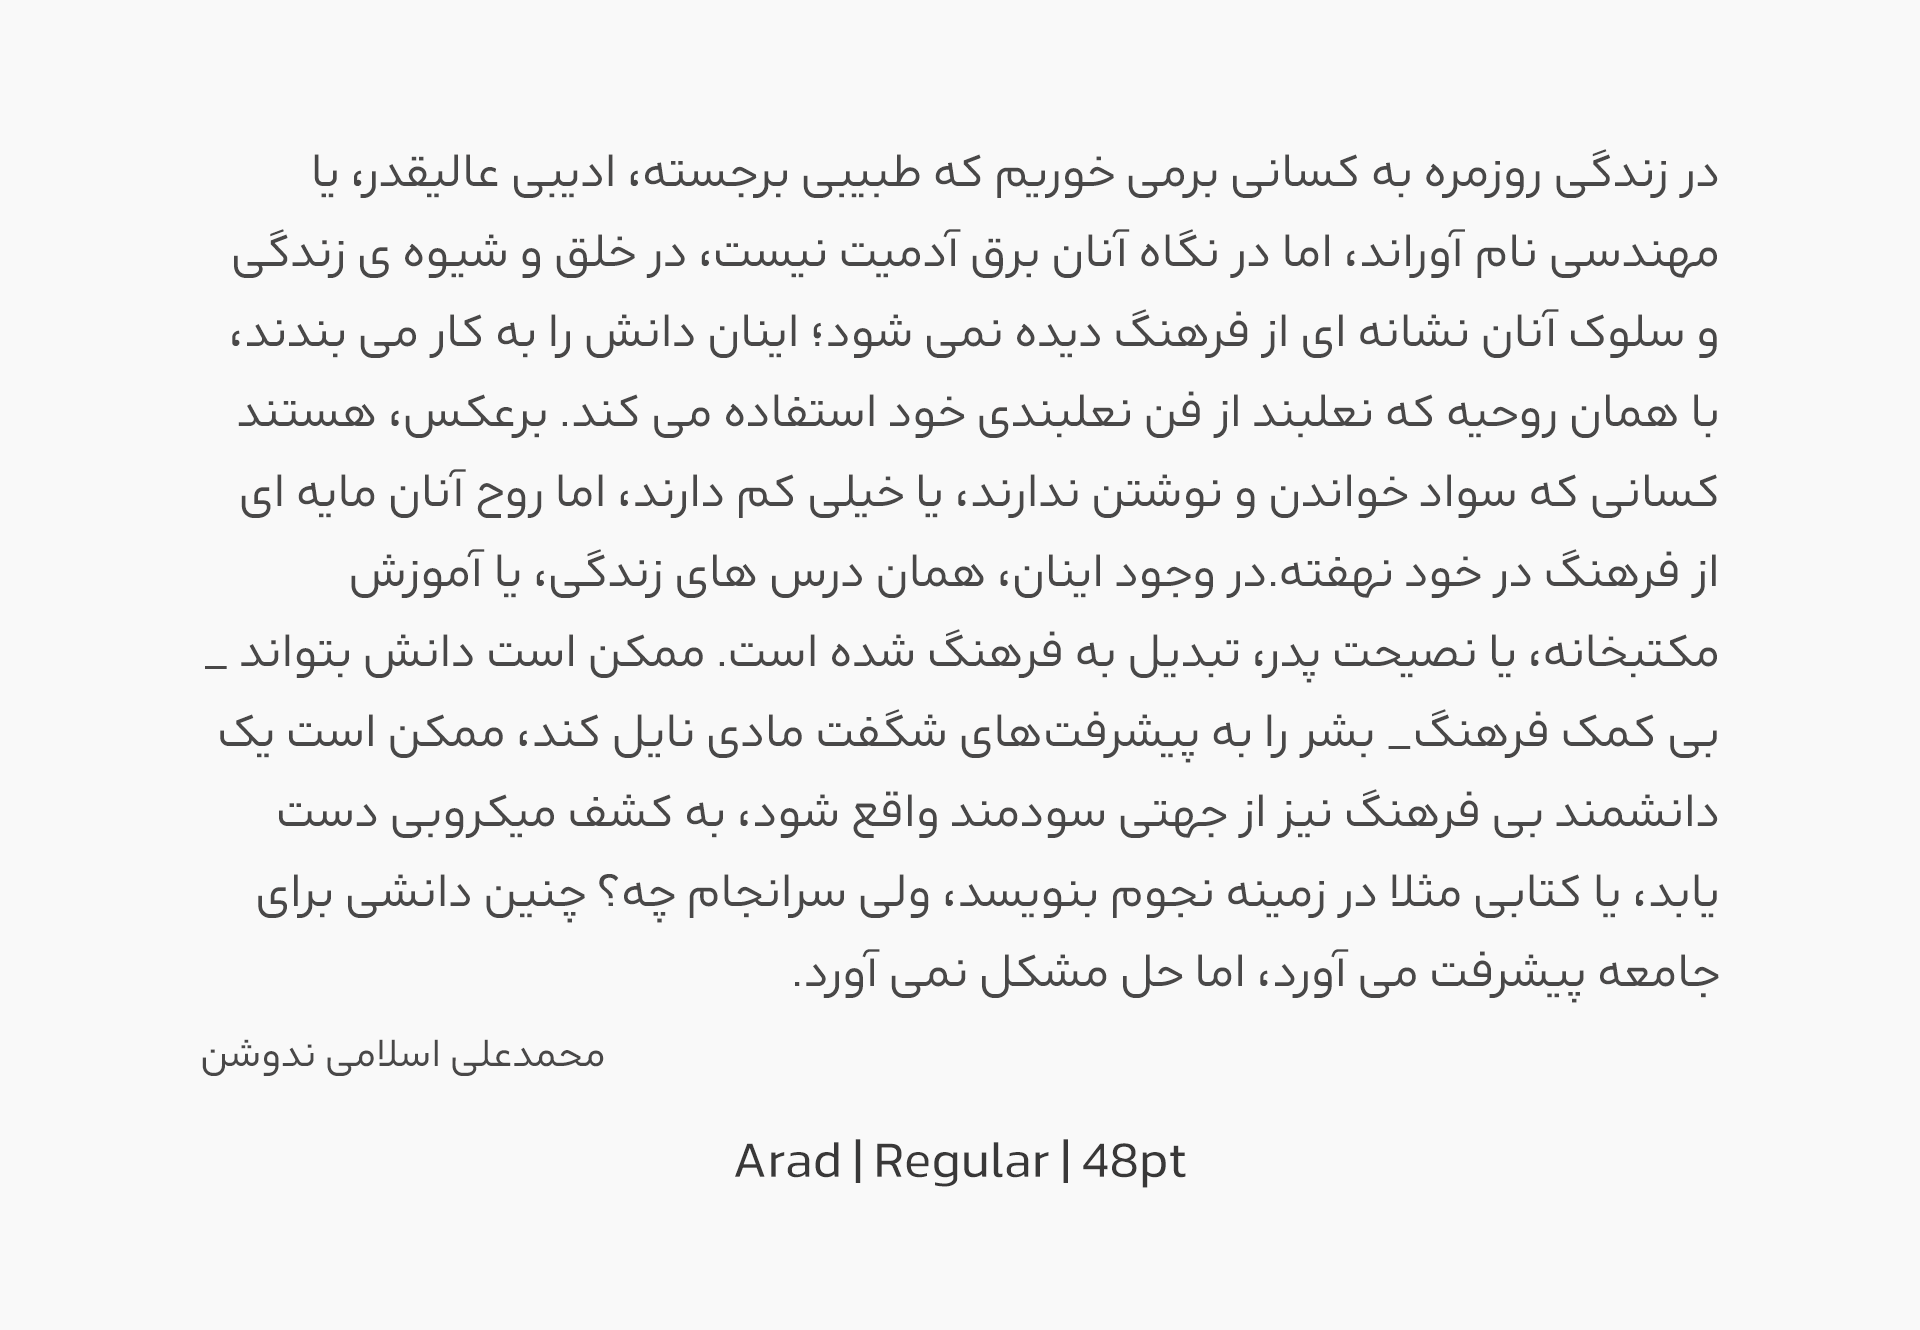 در زندگی روزمره به کسانی برمی خوریم که طبیبی برجسته، ادیبی عالیقدر، یا
مهندسی نام آوراند، اما در نگاه آنان برق آدمیت نیست، در خلق و شیوه ی زندگی
و سلوک آنان نشانه ای از فرهنگ دیده نمی شود؛ اینان دانش را به کار می بندند،
با همان روحیه که نعلبند از فن نعلبندی خود استفاده می کند. برعکس، هستند
کسانی که سواد خواندن و نوشتن ندارند، یا خیلی کم دارند، اما روح آنان مایه ای
از فرهنگ در خود نهفته.در وجود اینان، همان درس های زندگی، یا آموزش
مکتبخانه، یا نصیحت پدر، تبدیل به فرهنگ شده است. ممکن است دانش بتواند _
بی کمک فرهنگ_ بشر را به پیشرفت‌های شگفت مادی نایل کند، ممکن است یک
دانشمند بی فرهنگ نیز از جهتی سودمند واقع شود، به کشف میکروبی دست
یابد، یا کتابی مثلا در زمینه نجوم بنویسد، ولی سرانجام چه؟ چنین دانشی برای
جامعه پیشرفت می آورد، اما حل مشکل نمی آورد.
محمدعلی اسلامی ندوشن
Arad | Regular | 48pt